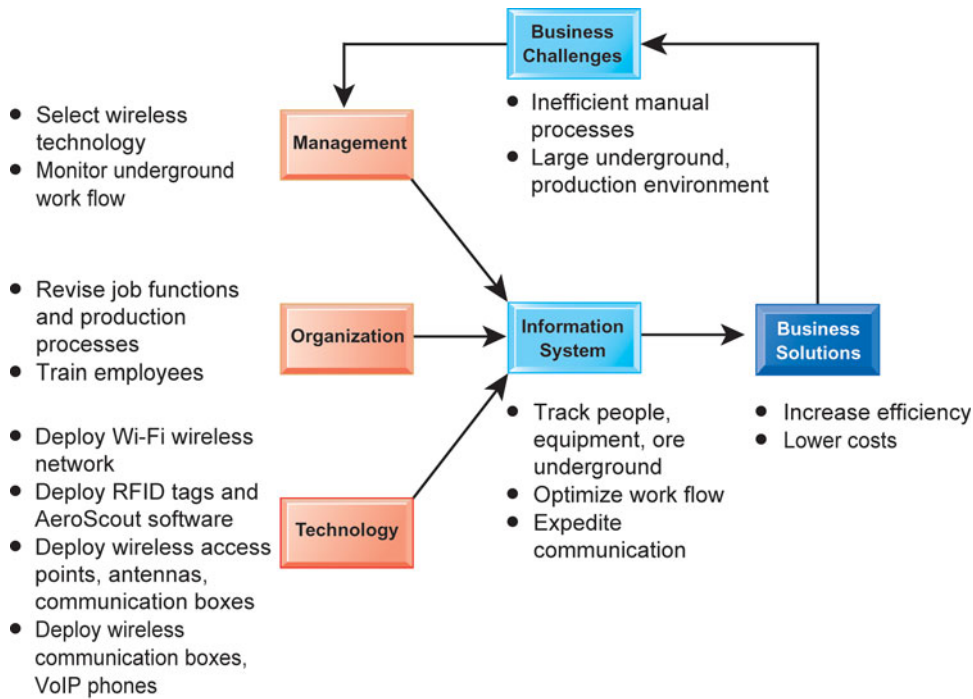 Business
Challenges
● Inefficient manual
processes
● Large underground,
production environment
● Select wireless
technology
● Monitor underground
work flow
Management
● Revise job functions
and production
processes
● Train employees
Organization
Information
System
Business
Solutions
● Track people,
equipment, ore
underground
● Optimize work flow
● Expedite
communication
● Increase efficiency
● Lower costs
● Deploy Wi-Fi wireless
network
● Deploy RFID tags and
AeroScout software
● Deploy wireless access
points, antennas,
communication boxes
● Deploy wireless
communication boxes,
VoIP phones
Technology